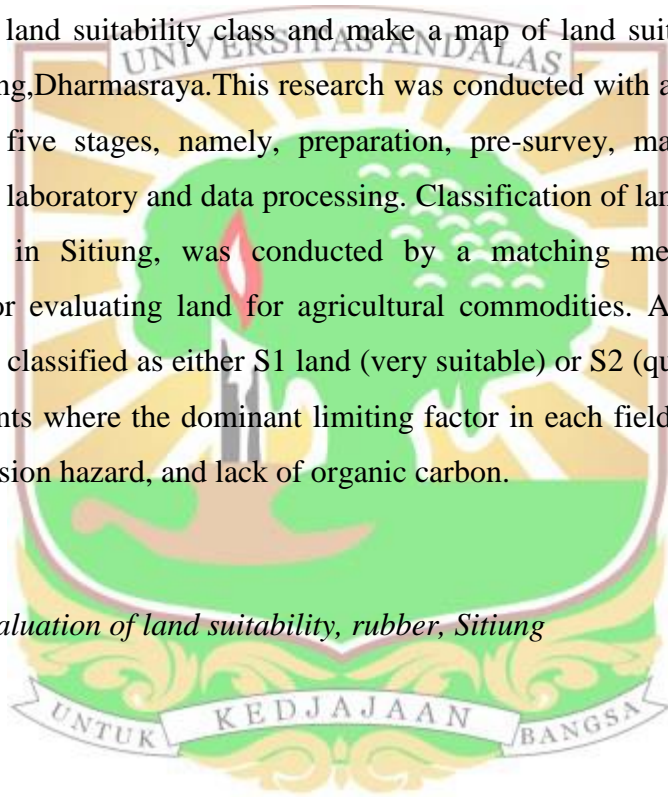 land suitability class and make a map of land suit
UNIVERSITAS ANDALAS
ng,Dharmasraya.This research was conducted with a
five stages, namely, preparation, pre-survey, ma
laboratory and data processing. Classification of lan
in Sitiung, was conducted by a matching me
or evaluating land for agricultural commodities. A
classified as either S1 land (very suitable) or S2 (qu
nts where the dominant limiting factor in each field
sion hazard, and lack of organic carbon.
aluation of land suitability, rubber, Sitiung
UNTUK KEDJAJAAN BANGSA